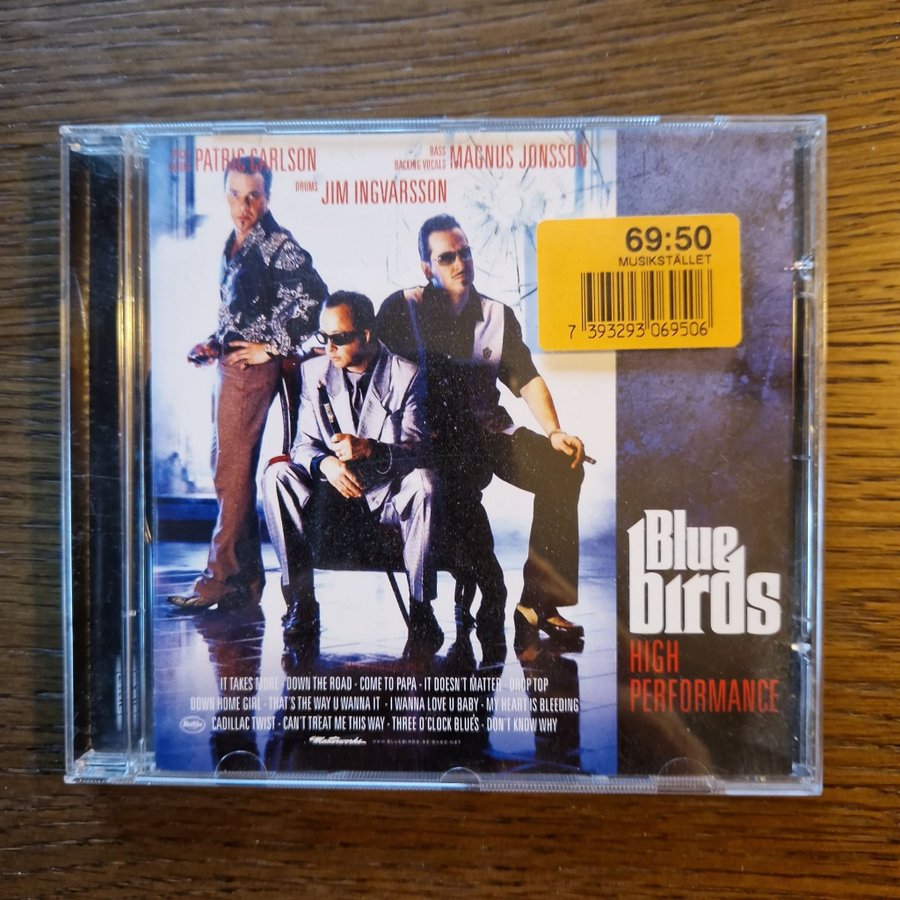 PATRIC CARLSON
BASS
BACKING VOCALS MAGNUS JØNSSON
DRUMS JIM INGVARSSON
69:50
MUSIKSTÄLLET
7 393293 069506
Blue
birds
HIGH
PERFORMANCE
IT TAKES MORE · DOWN THE ROAD · COME TO PAPA · IT DOESN'T MATTER · DROP TOP
DOWN HOME GIRL · THAT'S THE WAY U WANNA IT · I WANNA LOVE U BABY · MY HEART IS BLEEDING
CADILLAC TWIST · CAN'T TREAT ME THIS WAY · THREE O'CLOCK BLUES · DON'T KNOW WHY
Masterworks